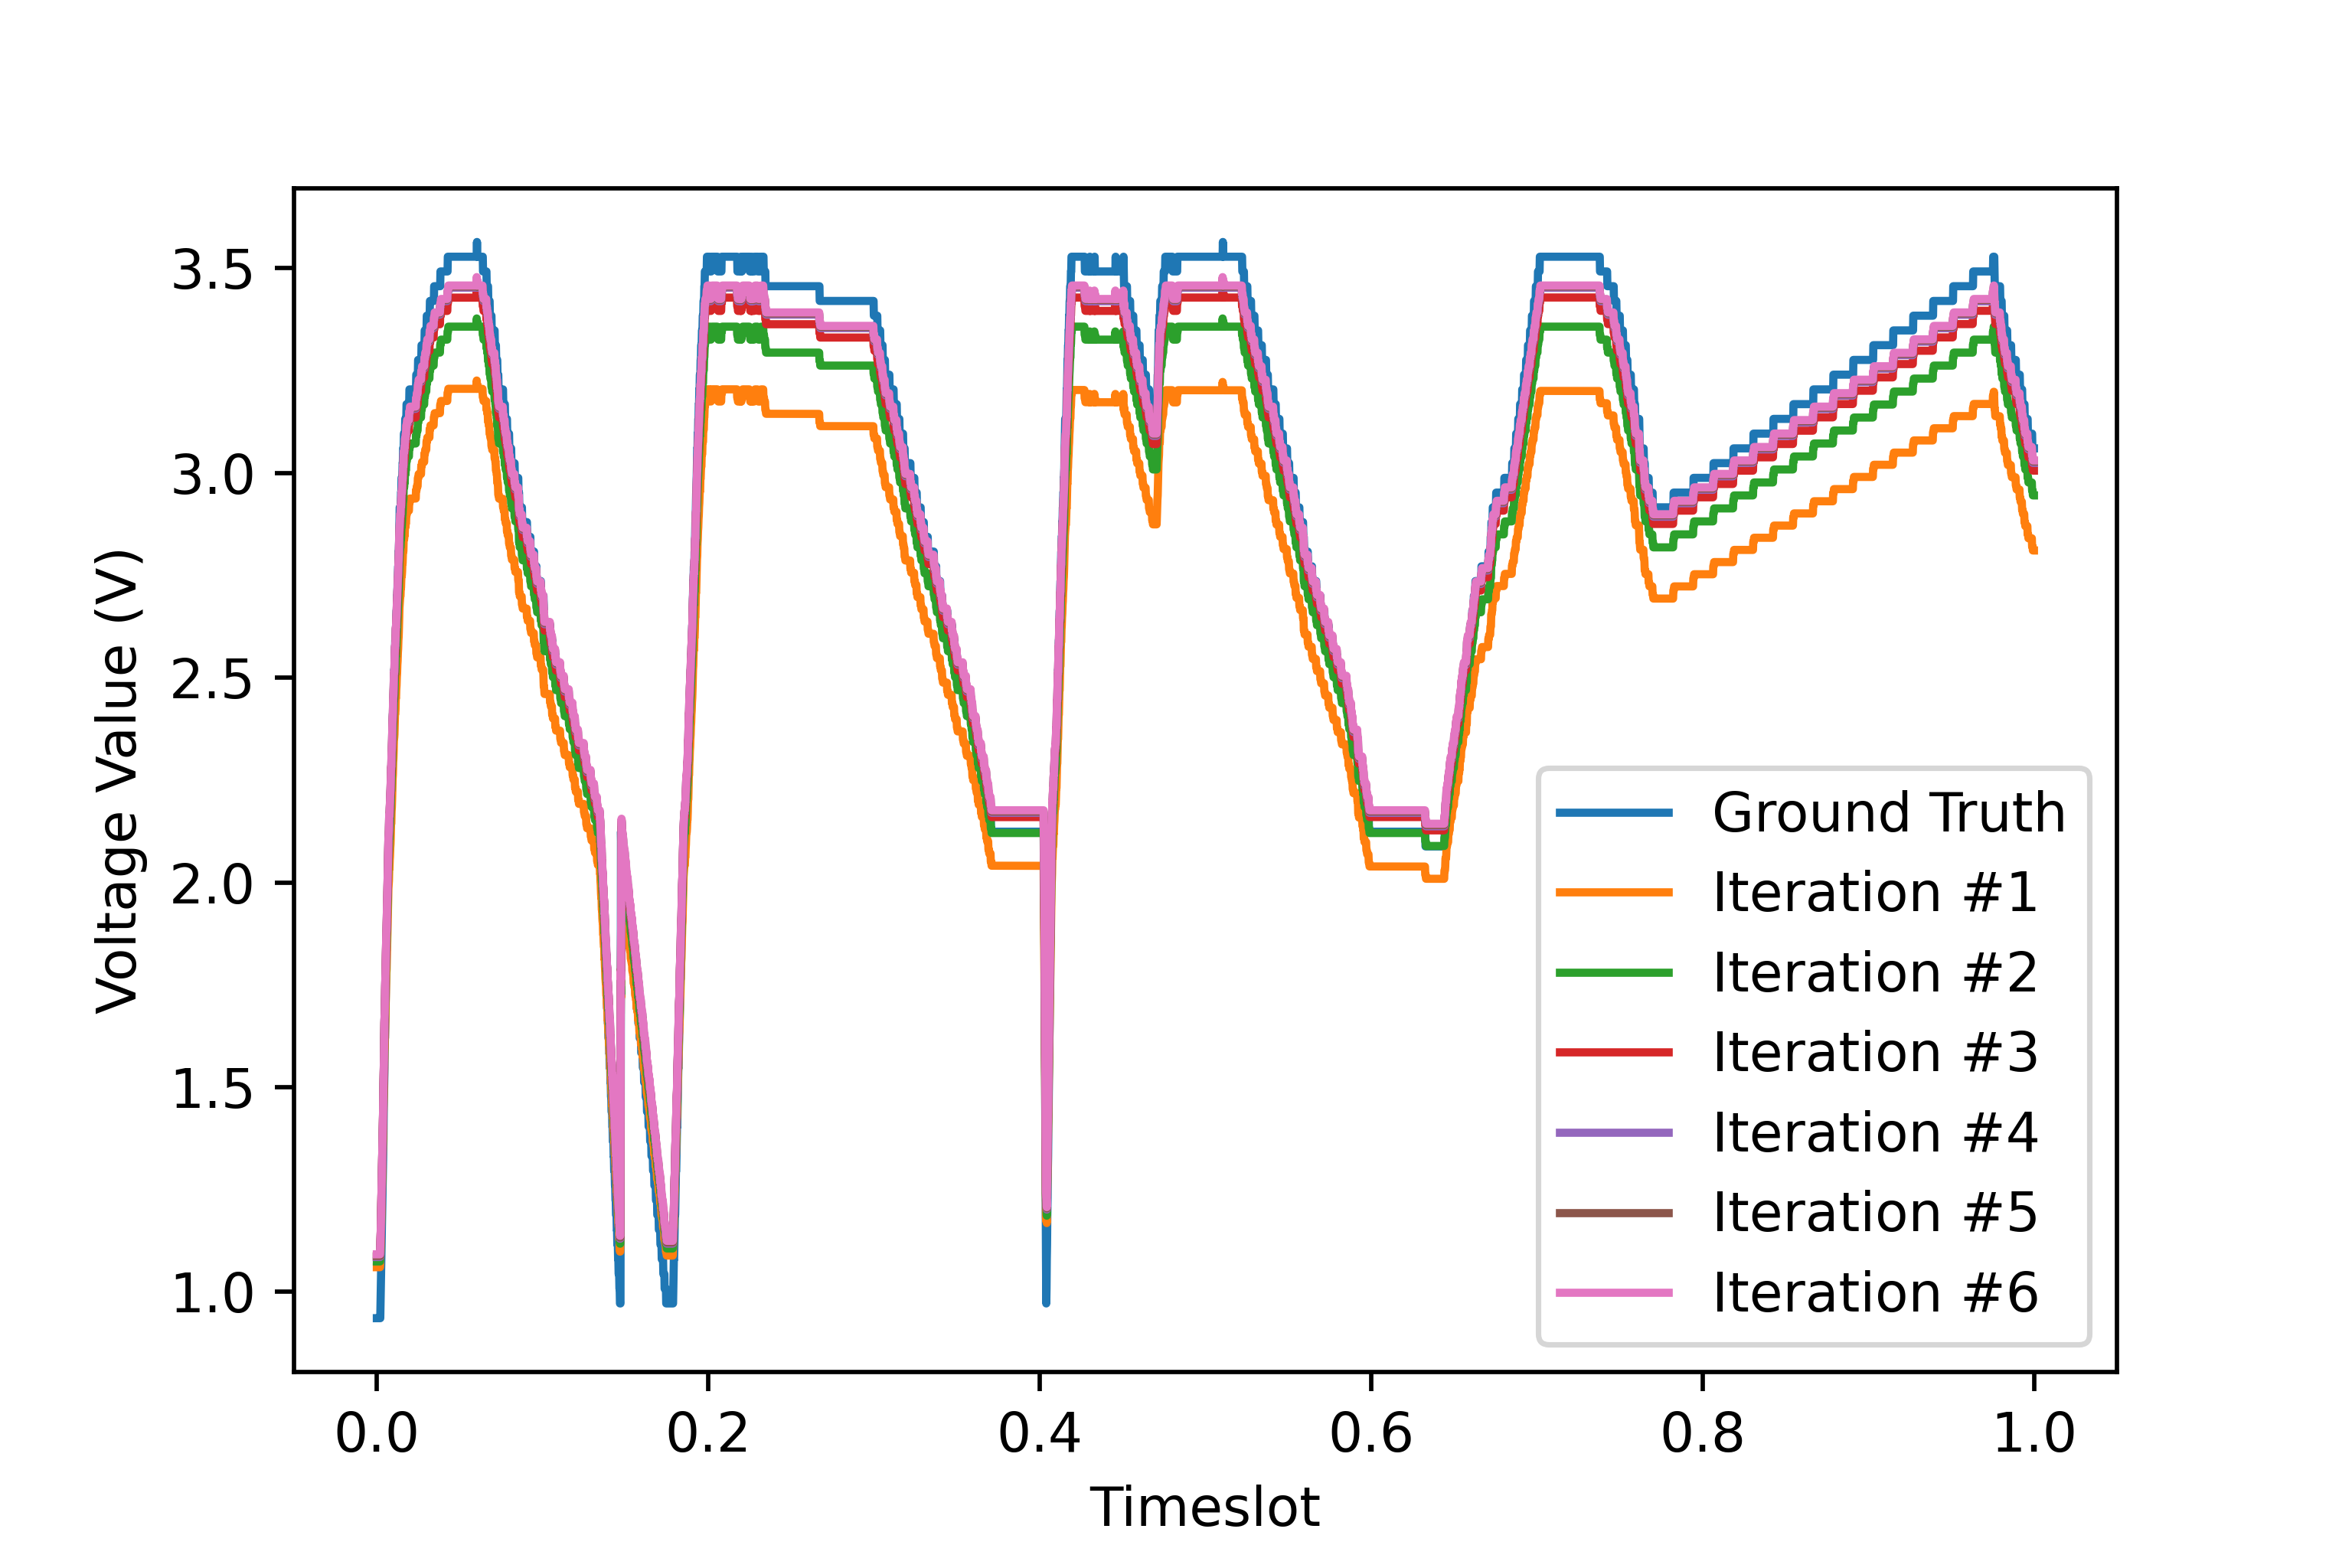 3.5
3.0
2.5
2.0
1.5
1.0
Voltage Value (V)
0.0 0.2 0.4 0.6 0.8 1.0
Timeslot
Ground Truth
Iteration #1
Iteration #2
Iteration #3
Iteration #4
Iteration #5
Iteration #6